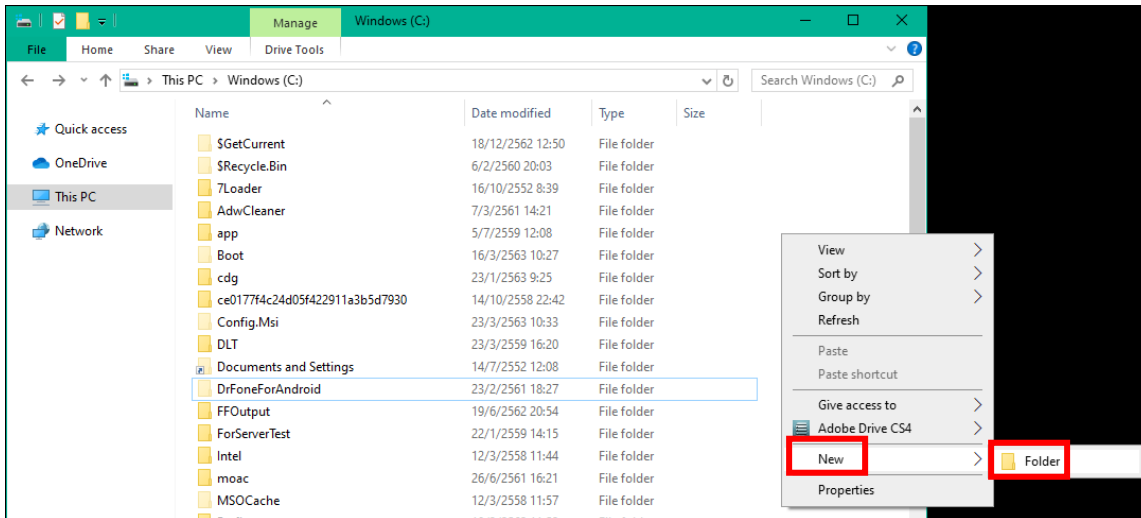 Manage Windows (C:)
File Home Share View Drive Tools
This PC > Windows (C:) Search Windows (C:)
Name Date modified Type Size
Quick access
OneDrive
This PC
Network
$GetCurrent 18/12/2562 12:50 File folder
$Recycle.Bin 6/2/2560 20:03 File folder
7Loader 16/10/2552 8:39 File folder
AdwCleaner 7/3/2561 14:21 File folder
app 5/7/2559 12:08 File folder
Boot 16/3/2563 10:27 File folder
cdg 23/1/2563 9:25 File folder
ce0177f4c24d05f422911a3b5d7930 14/10/2558 22:42 File folder
Config.Msi 23/3/2563 10:33 File folder
DLT 23/3/2559 16:20 File folder
Documents and Settings 14/7/2552 12:08 File folder
DrFoneForAndroid 23/2/2561 18:27 File folder
FFOutput 19/6/2562 20:54 File folder
ForServerTest 22/1/2559 14:15 File folder
Intel 12/3/2558 11:44 File folder
moac 26/6/2561 16:21 File folder
MSOCache 12/3/2558 11:57 File folder
View
Sort by
Group by
Refresh
Paste
Paste shortcut
Give access to
Adobe Drive CS4
New
Folder
Properties